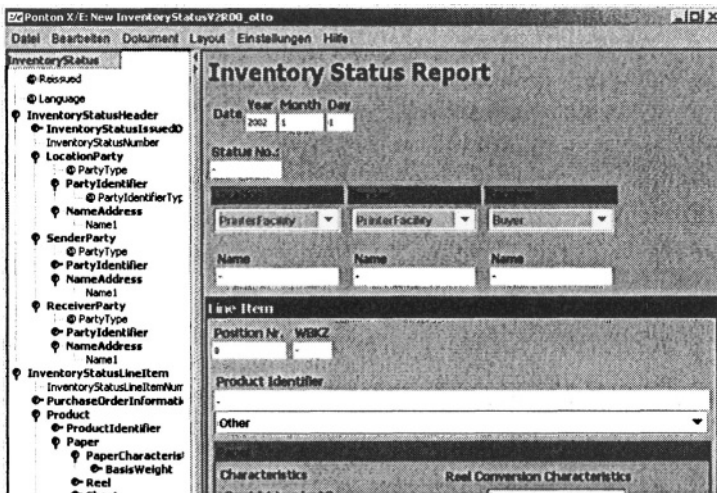 Ponton X/E: New InventoryStatusV2R00_otto
Datei Bearbeiten Dokument Layout Einstellungen Hilfe
InventoryStatus
Reissued
Language
InventoryStatusHeader
InventoryStatusIssuedD
InventoryStatusNumber
LocationParty
PartyType
PartyIdentifier
PartyIdentifierTyp
NameAddress
Name1
SenderParty
PartyType
PartyIdentifier
NameAddress
Name1
ReceiverParty
PartyType
PartyIdentifier
NameAddress
Name1
InventoryStatusLineItem
InventoryStatusLineItemNum
PurchaseOrderInformati
Product
ProductIdentifier
Paper
PaperCharacteris
BasisWeight
Reel
Inventory Status Report
Year Month Day
Date 2002 1 1
Status No.:
-
PrinterFacility PrinterFacility Buyer
Name Name Name
- - -
Line Item
Position Nr. WBKZ
0 -
Product Identifier
-
Other
Characteristics Reel Conversion Characteristics